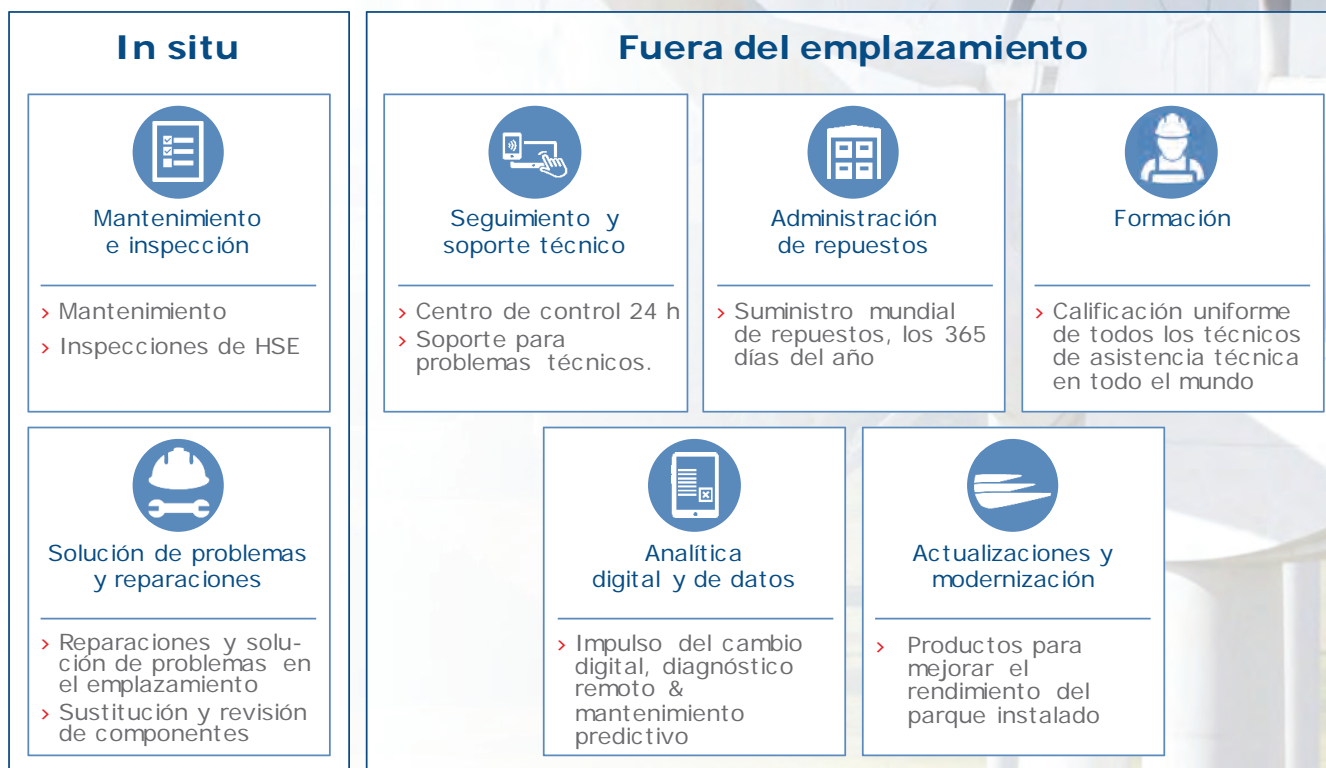 In situ
Mantenimiento
e inspección
> Mantenimiento
> Inspecciones de HSE
Solución de problemas
y reparaciones
> Reparaciones y solu-
ción de problemas en
el emplazamiento
> Sustitución y revisión
de componentes
Fuera del emplazamiento
Seguimiento y
soporte técnico
> Centro de control 24 h
> Soporte para
problemas técnicos.
Administración
de repuestos
> Suministro mundial
de repuestos, los 365
días del año
Formación
> Calificación uniforme
de todos los técnicos
de asistencia técnica
en todo el mundo
Analítica
digital y de datos
> Impulso del cambio
digital, diagnóstico
remoto &
mantenimiento
predictivo
Actualizaciones y
modernización
> Productos para
mejorar el
rendimiento del
parque instalado